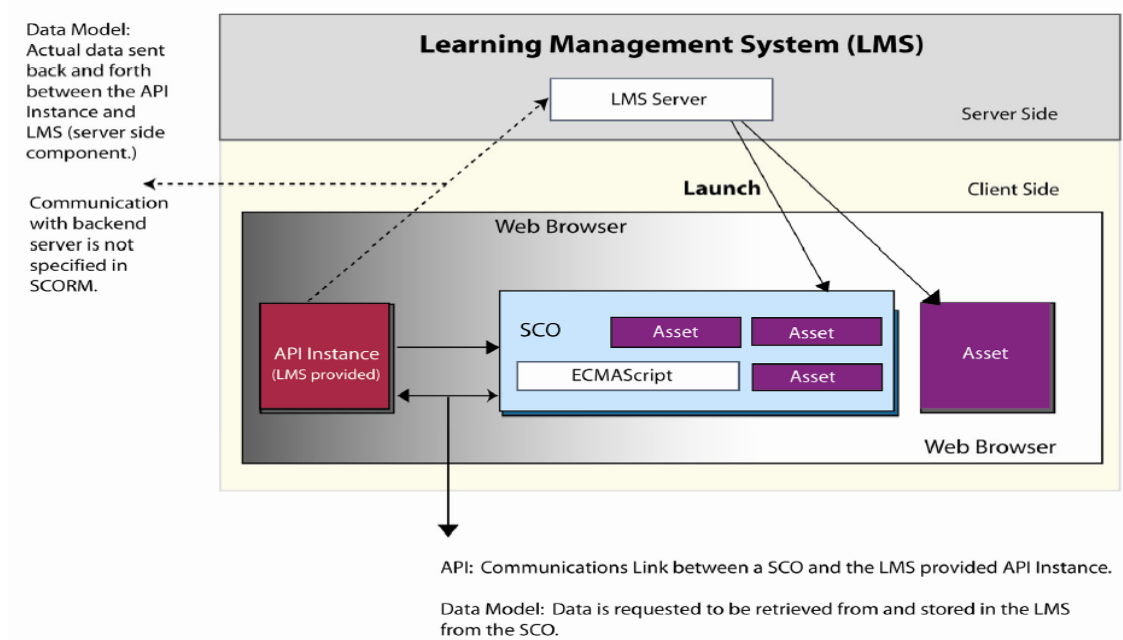 Data Model:
Actual data sent
back and forth
between the API
Instance and
LMS (server side
component.)
Communication
with backend
server is not
specified in
SCORM.
Learning Management System (LMS)
LMS Server
Server Side
Launch
Client Side
Web Browser
API Instance
(LMS provided)
SCO
Asset
Asset
ECMAScript
Asset
Asset
Web Browser
API: Communications Link between a SCO and the LMS provided API Instance.
Data Model: Data is requested to be retrieved from and stored in the LMS
from the SCO.